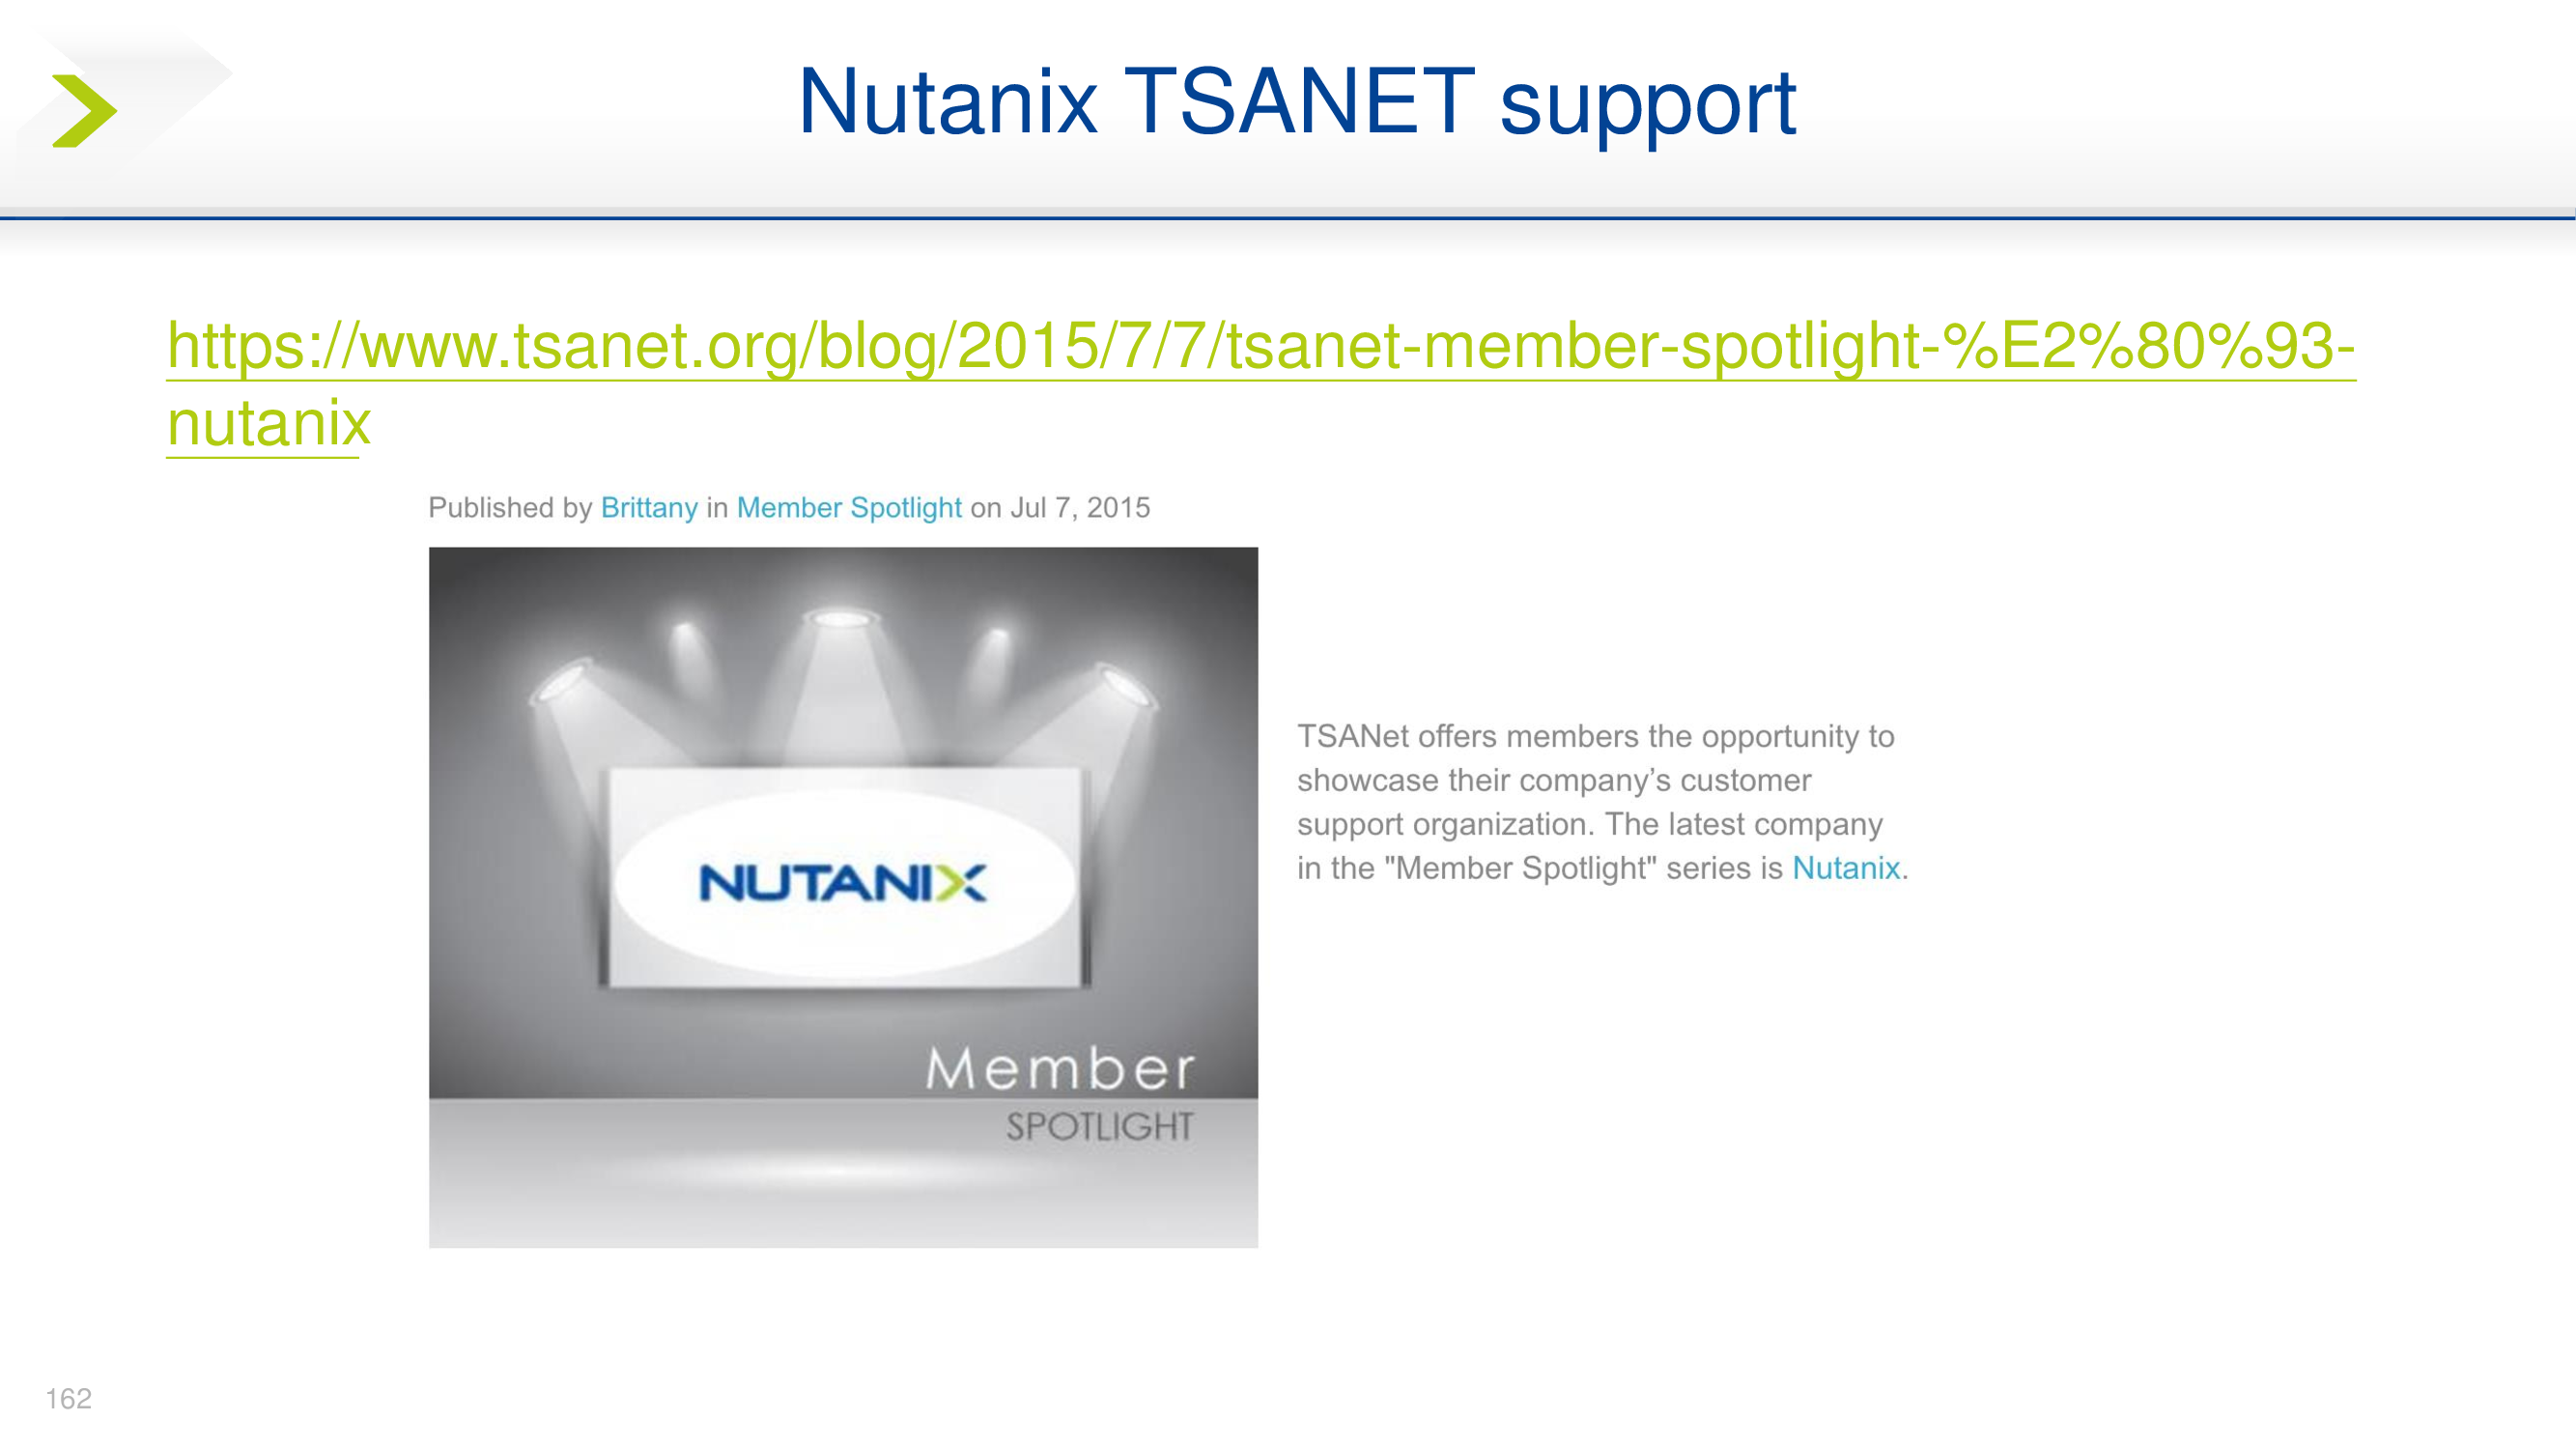 Nutanix TSANET support
https://www.tsanet.org/blog/2015/7/7/tsanet-member-spotlight-%E2%80%93-
nutanix
Published by Brittany in Member Spotlight on Jul 7, 2015
NUTANIX
Member
SPOTLIGHT
TSANet offers members the opportunity to
showcase their company’s customer
support organization. The latest company
in the "Member Spotlight" series is Nutanix.
162